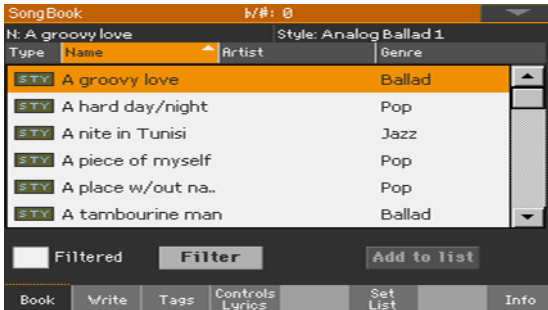 SongBook ♭/#: 0
N: A groovy love Style: Analog Ballad 1
Type Name Artist Genre
STY A groovy love Ballad
STY A hard day/night Pop
STY A nite in Tunisi Jazz
STY A piece of myself Pop
STY A place w/out na.. Pop
STY A tambourine man Ballad
Filtered Filter Add to list
Book Write Tags Controls Lyrics Set List Info